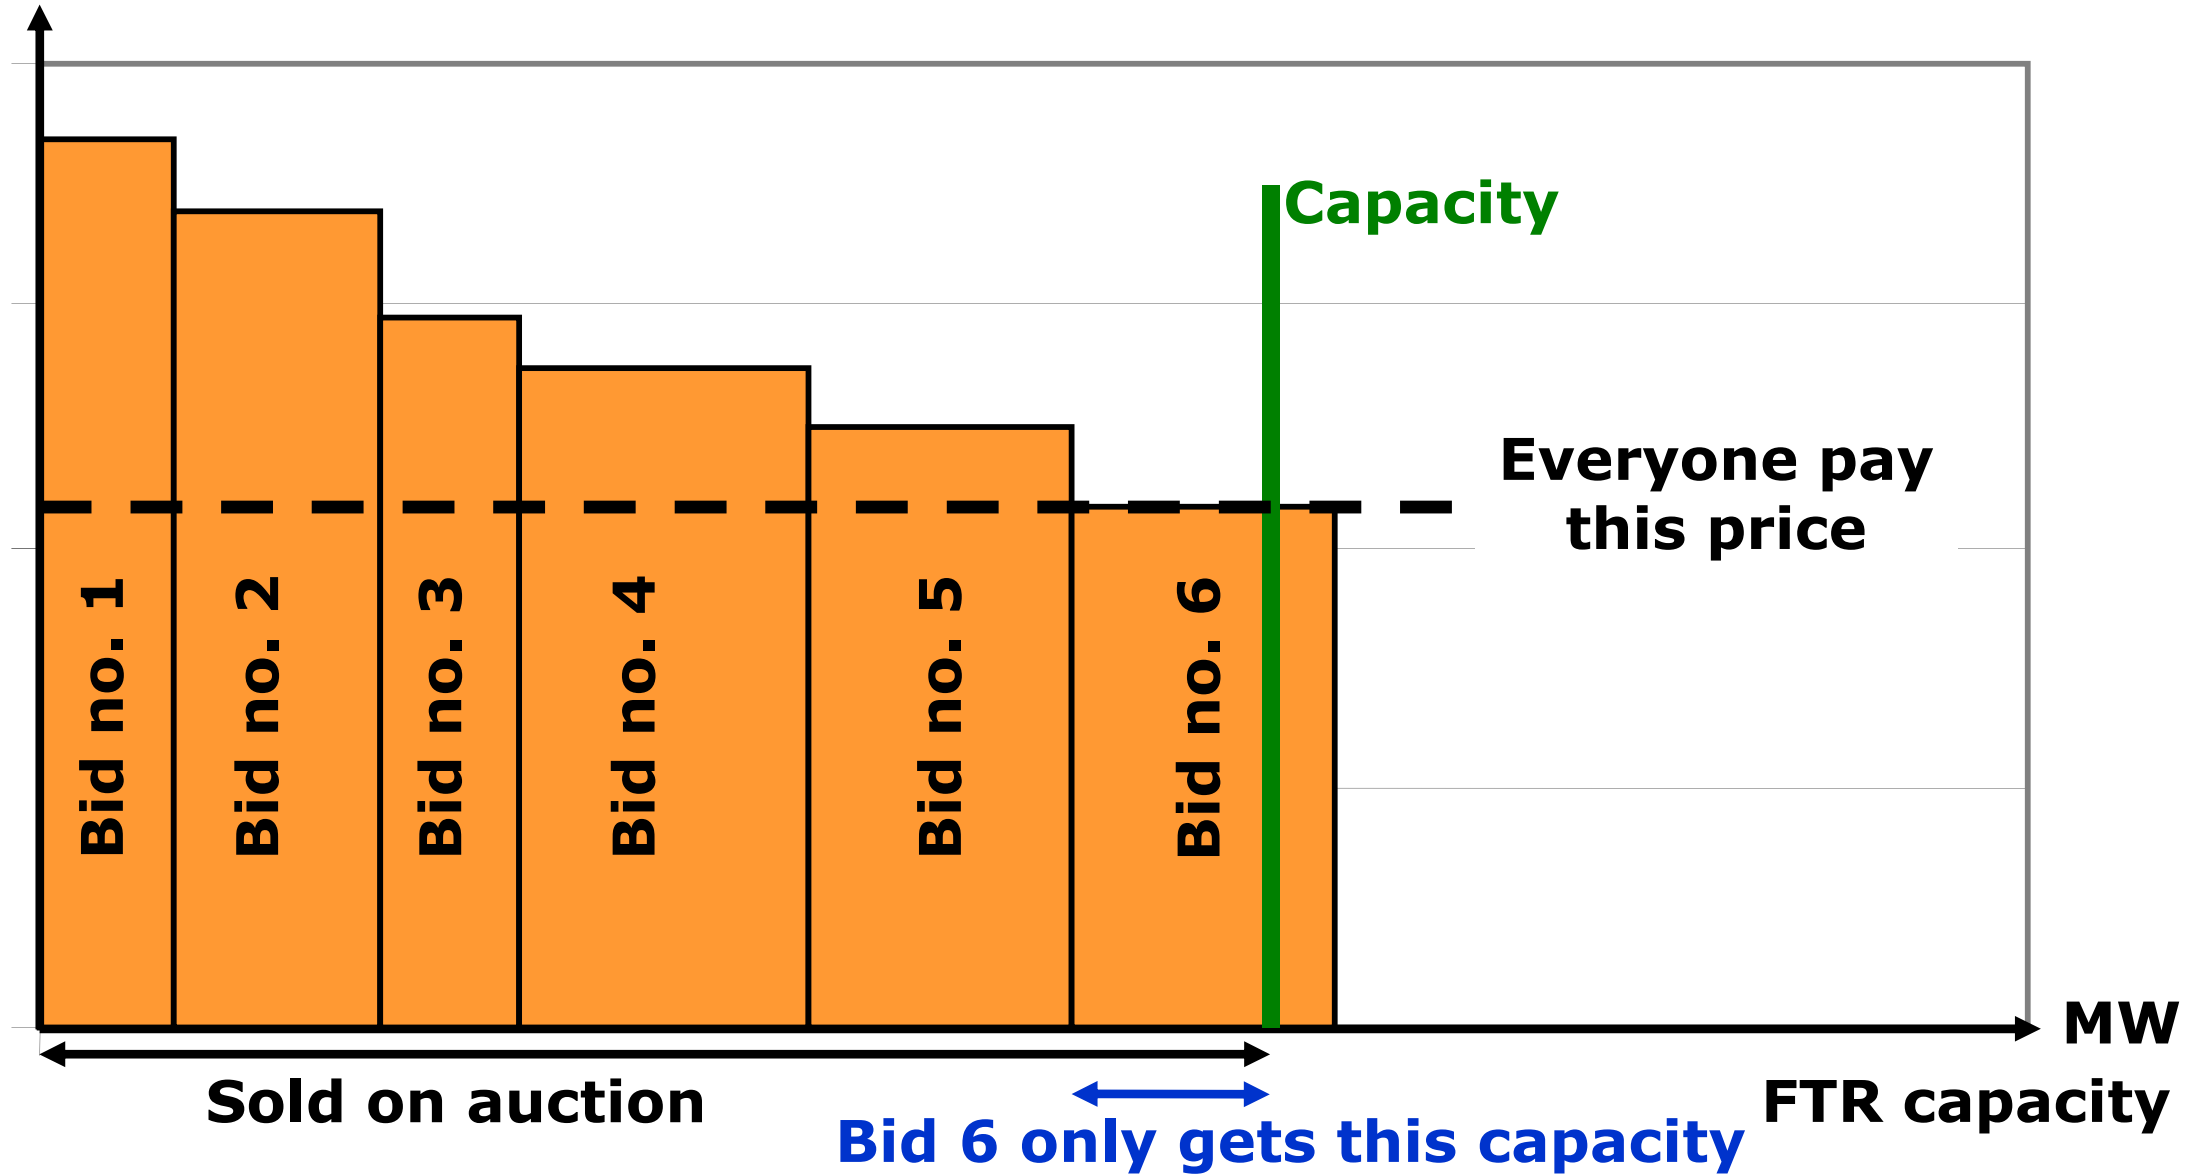 Capacity
Everyone pay
this price
Bid no. 1
Bid no. 2
Bid no. 3
Bid no. 4
Bid no. 5
Bid no. 6
MW
Sold on auction
FTR capacity
Bid 6 only gets this capacity